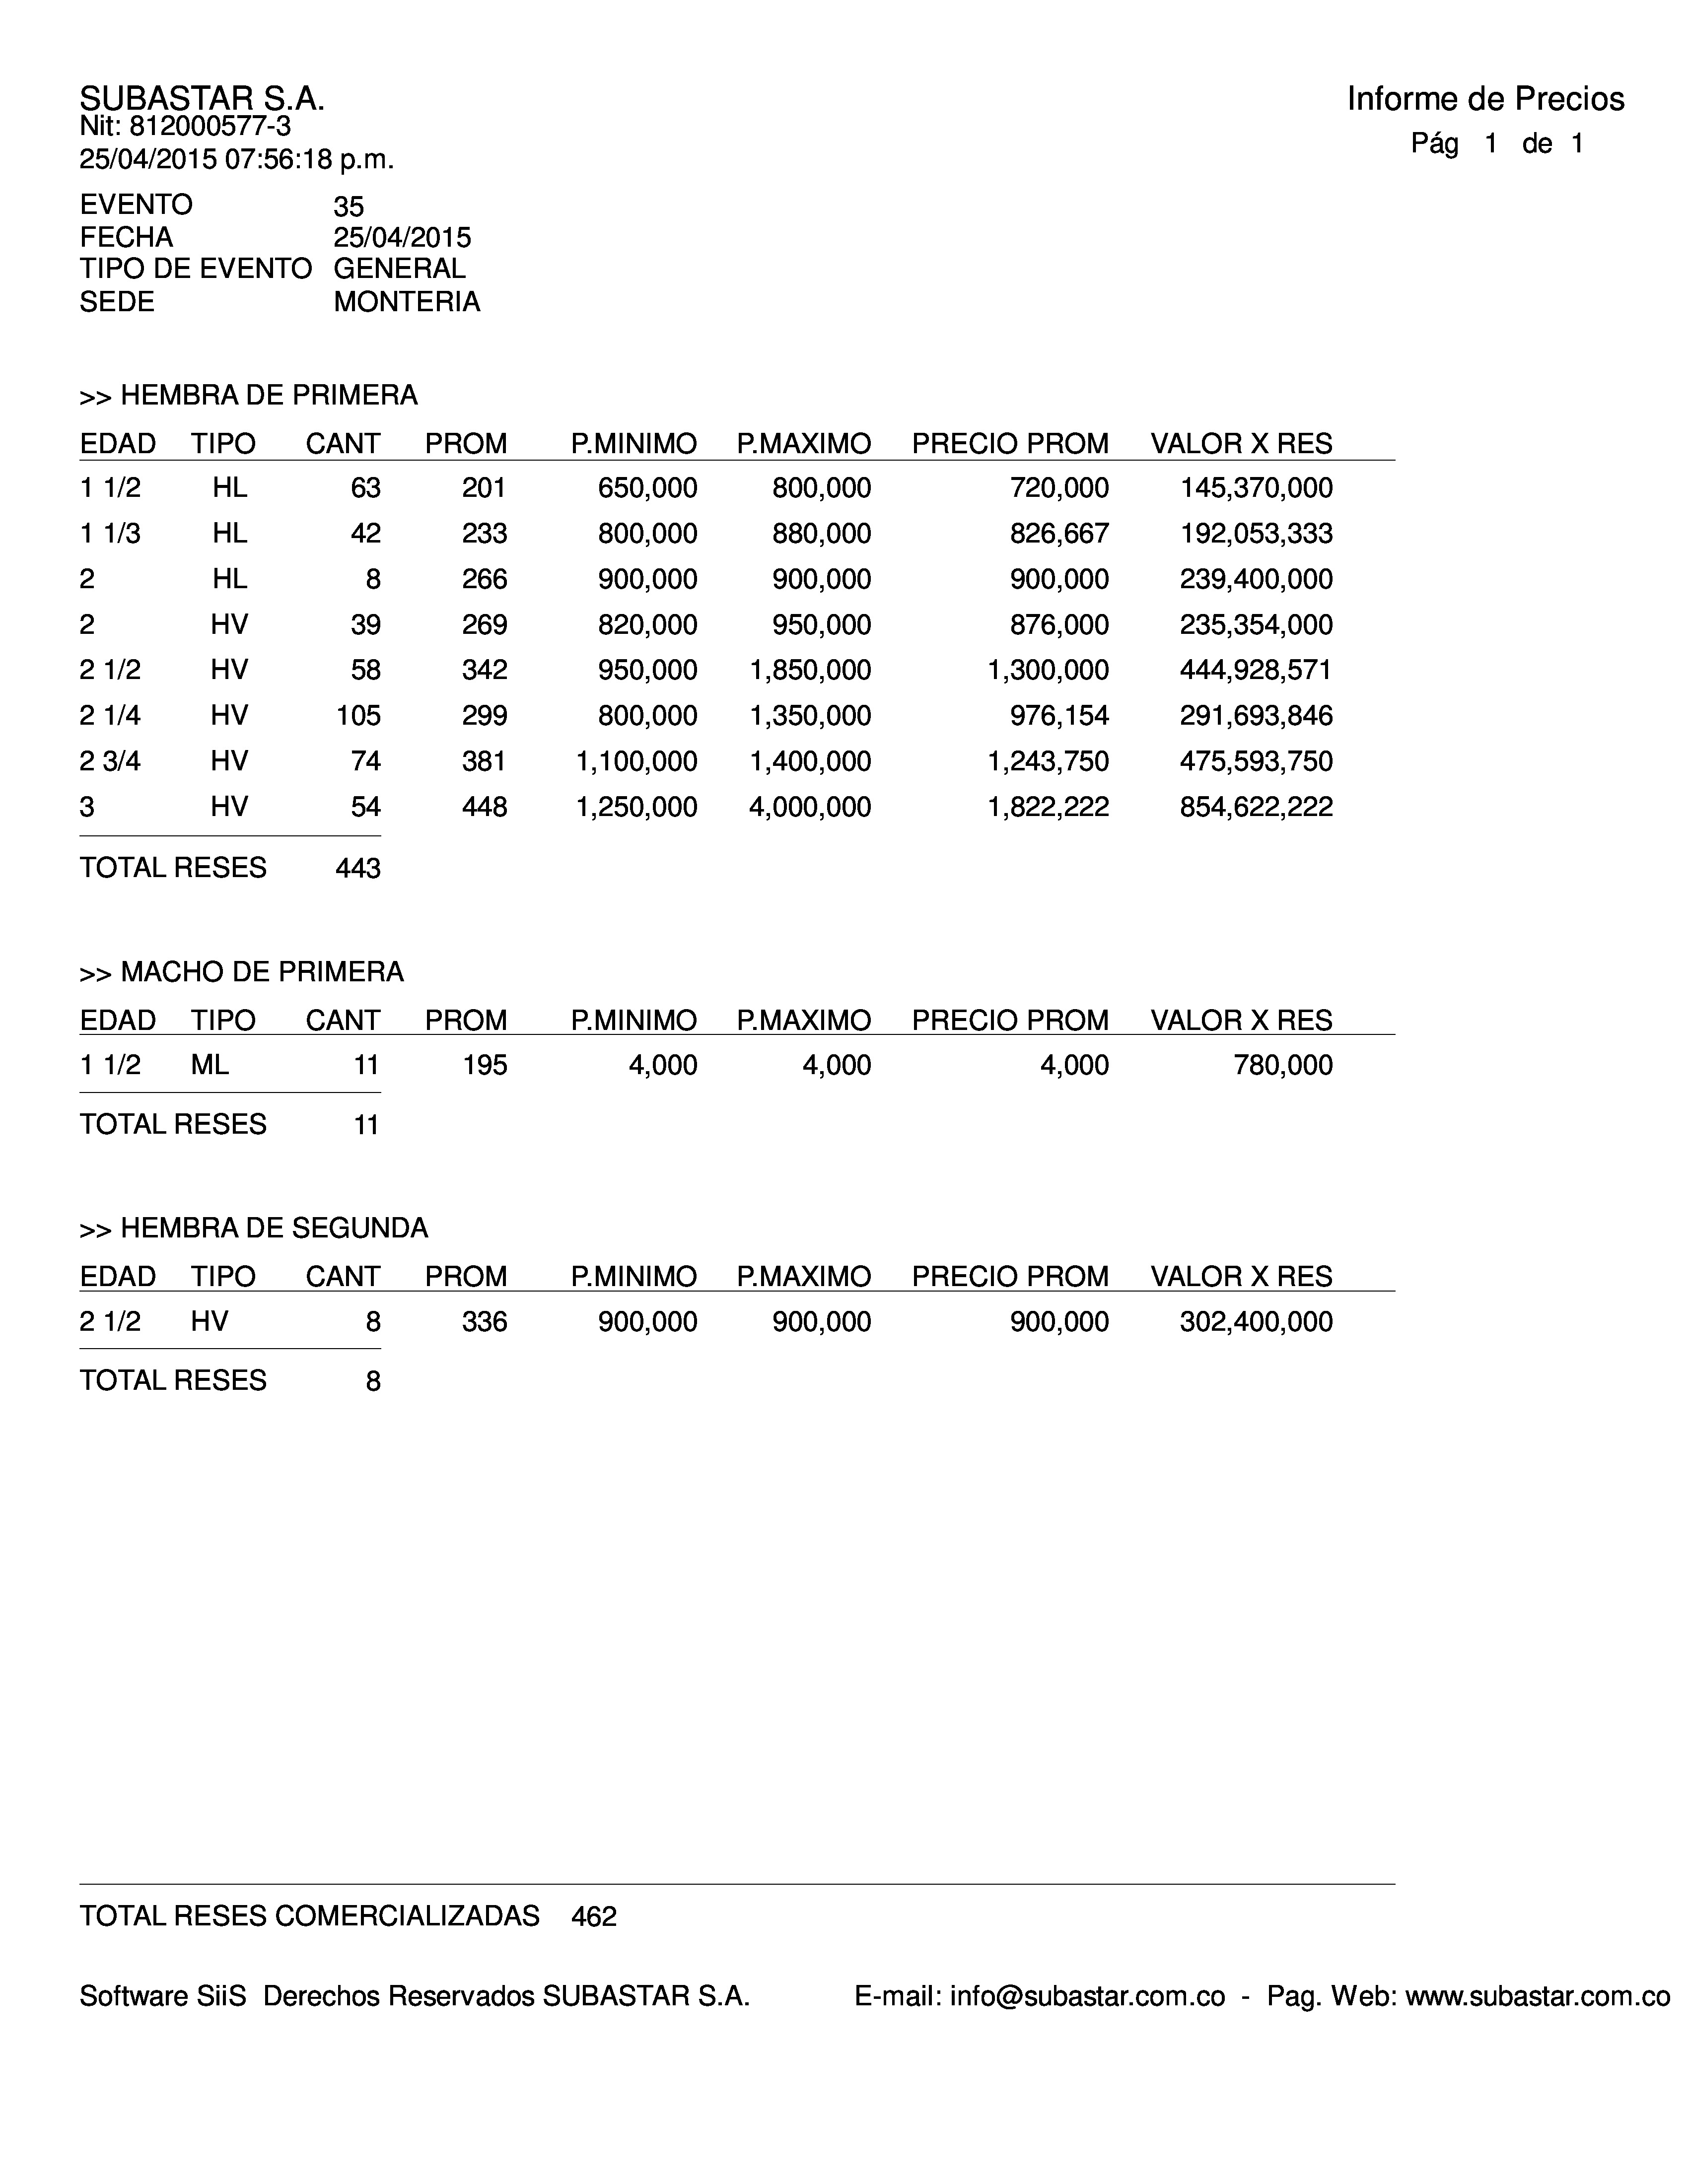 SUBASTAR S.A.
Informe de Precios
Nit: 812000577-3
Pág 1 de 1
25/04/2015 07:56:18 p.m.
EVENTO 35
FECHA 25/04/2015
TIPO DE EVENTO GENERAL
SEDE MONTERIA
>> HEMBRA DE PRIMERA
EDAD TIPO CANT PROM P.MINIMO P.MAXIMO PRECIO PROM VALOR X RES
1 1/2 HL 63 201 650,000 800,000 720,000 145,370,000
1 1/3 HL 42 233 800,000 880,000 826,667 192,053,333
2 HL 8 266 900,000 900,000 900,000 239,400,000
2 HV 39 269 820,000 950,000 876,000 235,354,000
2 1/2 HV 58 342 950,000 1,850,000 1,300,000 444,928,571
2 1/4 HV 105 299 800,000 1,350,000 976,154 291,693,846
2 3/4 HV 74 381 1,100,000 1,400,000 1,243,750 475,593,750
3 HV 54 448 1,250,000 4,000,000 1,822,222 854,622,222
TOTAL RESES 443
>> MACHO DE PRIMERA
EDAD TIPO CANT PROM P.MINIMO P.MAXIMO PRECIO PROM VALOR X RES
1 1/2 ML 11 195 4,000 4,000 4,000 780,000
TOTAL RESES 11
>> HEMBRA DE SEGUNDA
EDAD TIPO CANT PROM P.MINIMO P.MAXIMO PRECIO PROM VALOR X RES
2 1/2 HV 8 336 900,000 900,000 900,000 302,400,000
TOTAL RESES 8
TOTAL RESES COMERCIALIZADAS 462
Software SiiS Derechos Reservados SUBASTAR S.A. E-mail: info@subastar.com.co - Pag. Web: www.subastar.com.co